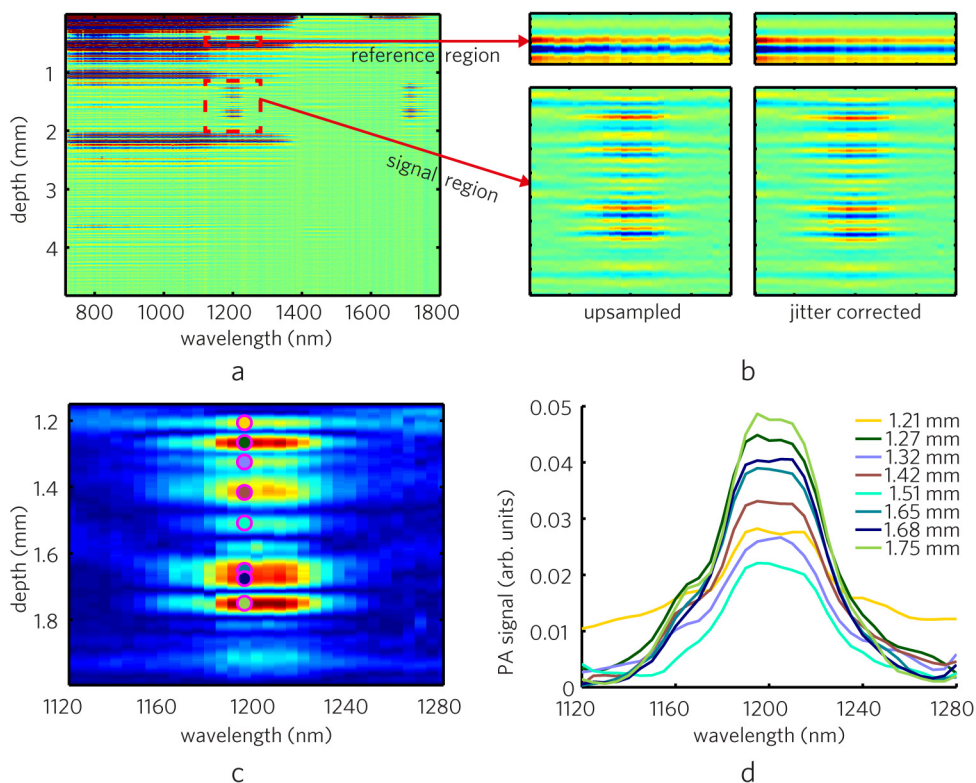 depth (mm)
1
2
3
4
800 1000 1200 1400 1600 1800
wavelength (nm)
a
reference region
signal region
upsampled
jitter corrected
b
depth (mm)
1.2
1.4
1.6
1.8
1120 1160 1200 1240 1280
wavelength (nm)
c
PA signal (arb. units)
0.05
0.04
0.03
0.02
0.01
0
1120 1160 1200 1240 1280
wavelength (nm)
1.21 mm
1.27 mm
1.32 mm
1.42 mm
1.51 mm
1.65 mm
1.68 mm
1.75 mm
d